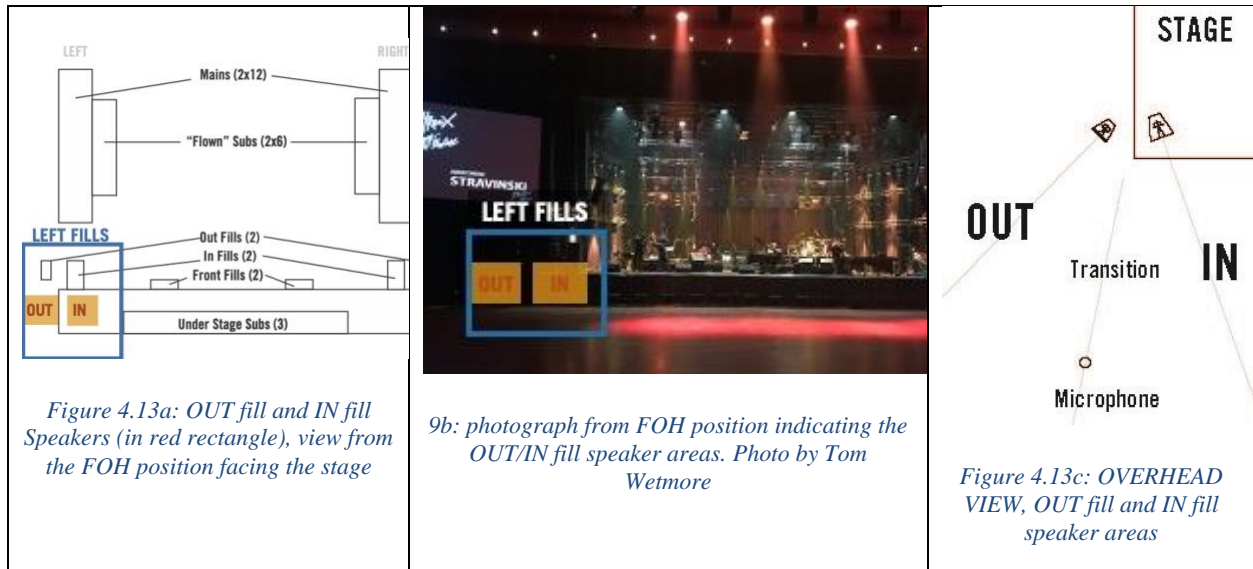 LEFT
RIGHT
Mains (2x12)
"Flown" Subs (2x6)
LEFT FILLS
Out Fills (2)
In Fills (2)
Front Fills (2)
OUT
IN
Under Stage Subs (3)
Figure 4.13a: OUT fill and IN fill
Speakers (in red rectangle), view from
the FOH position facing the stage
STRAVINSKI
LEFT FILLS
OUT
IN
9b: photograph from FOH position indicating the
OUT/IN fill speaker areas. Photo by Tom
Wetmore
STAGE
OUT
IN
Transition
Microphone
Figure 4.13c: OVERHEAD
VIEW, OUT fill and IN fill
speaker areas